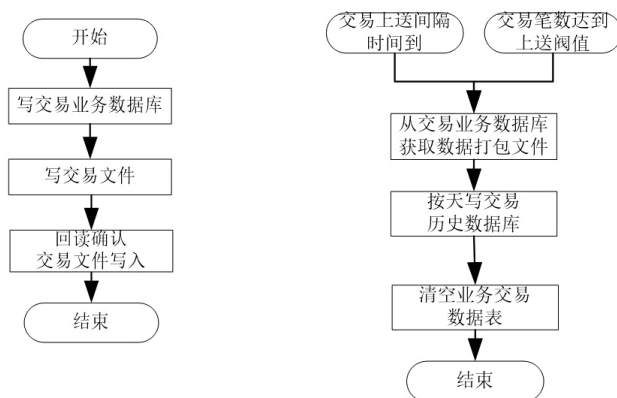 开始
写交易业务数据库
写交易文件
回读确认
交易文件写入
结束
交易上送间隔
时间到
交易笔数达到
上送阀值
从交易业务数据库
获取数据打包文件
按天写交易
历史数据库
清空业务交易
数据表
结束